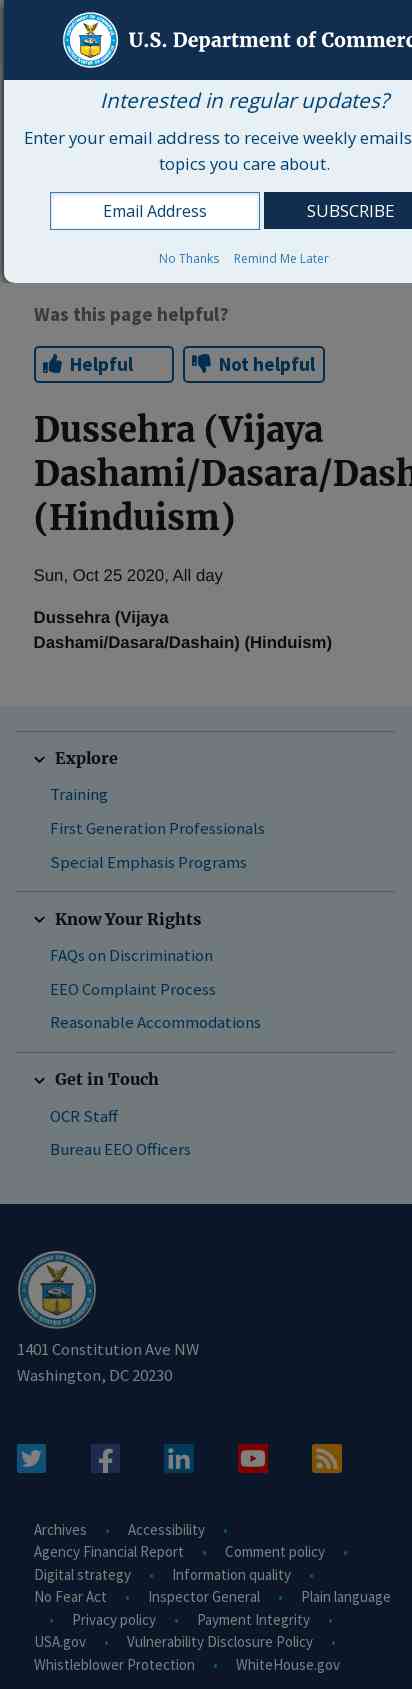 U.S. Department of Commerc
Interested in regular updates?
Enter your email address to receive weekly emails
topics you care about.
Email Address
SUBSCRIBE
No Thanks Remind Me Later
Was this page helpful?
Helpful Not helpful
Dussehra (Vijaya
Dashami/Dasara/Dash
(Hinduism)
Sun, Oct 25 2020, All day
Dussehra (Vijaya
Dashami/Dasara/Dashain) (Hinduism)
Explore
Training
First Generation Professionals
Special Emphasis Programs
Know Your Rights
FAQs on Discrimination
EEO Complaint Process
Reasonable Accommodations
Get in Touch
OCR Staff
Bureau EEO Officers
1401 Constitution Ave NW
Washington, DC 20230
Archives • Accessibility •
Agency Financial Report • Comment policy •
Digital strategy • Information quality •
No Fear Act • Inspector General • Plain language
• Privacy policy • Payment Integrity •
USA.gov • Vulnerability Disclosure Policy •
Whistleblower Protection • WhiteHouse.gov